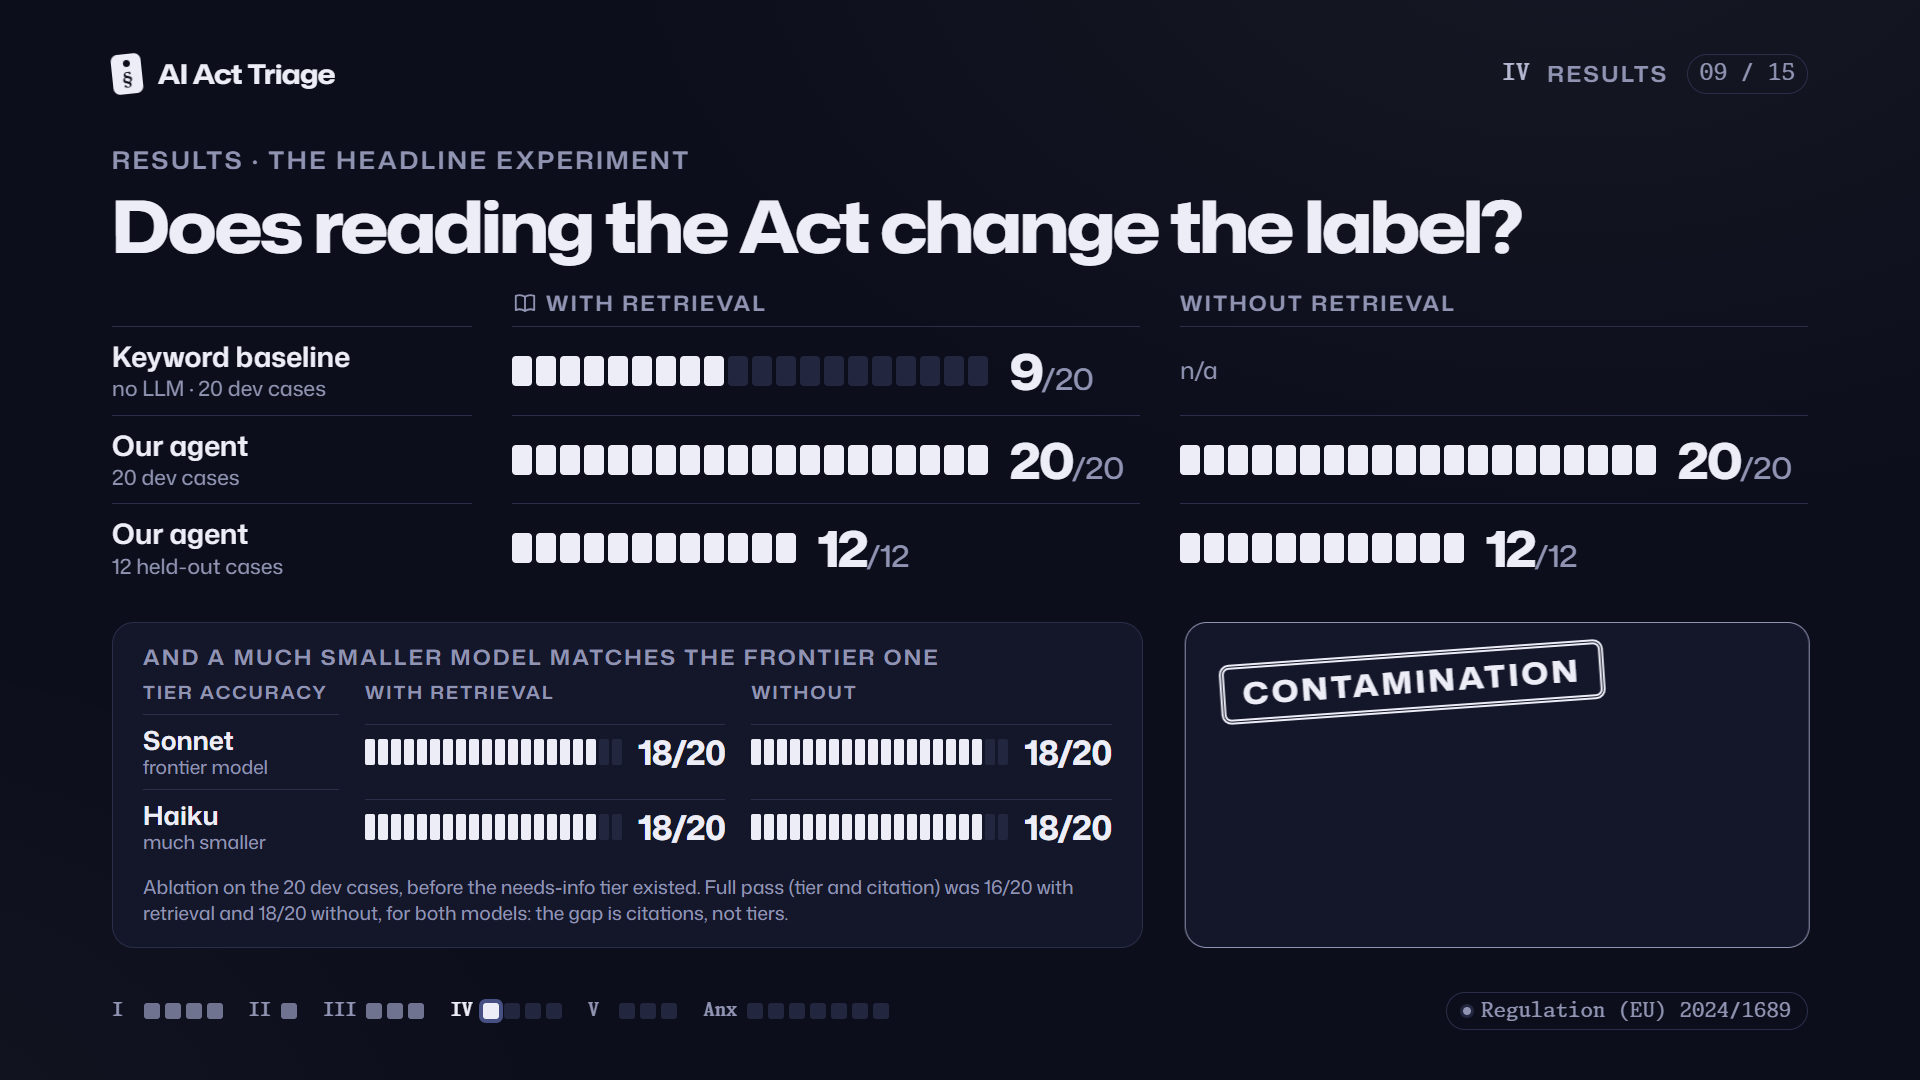 §
AI Act Triage
IV RESULTS 09 / 15
RESULTS · THE HEADLINE EXPERIMENT
Does reading the Act change the label?
WITH RETRIEVAL
WITHOUT RETRIEVAL
Keyword baseline
no LLM · 20 dev cases
9/20
n/a
Our agent
20 dev cases
20/20
20/20
Our agent
12 held-out cases
12/12
12/12
AND A MUCH SMALLER MODEL MATCHES THE FRONTIER ONE
TIER ACCURACY
WITH RETRIEVAL
WITHOUT
Sonnet
frontier model
18/20
18/20
Haiku
much smaller
18/20
18/20
Ablation on the 20 dev cases, before the needs-info tier existed. Full pass (tier and citation) was 16/20 with
retrieval and 18/20 without, for both models: the gap is citations, not tiers.
CONTAMINATION
I II III IV V Anx
Regulation (EU) 2024/1689